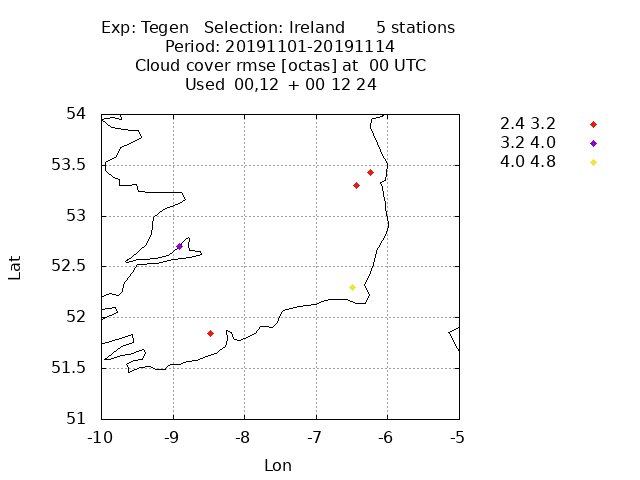 Exp: Tegen   Selection: Ireland      5 stations
Period: 20191101-20191114
Cloud cover rmse [octas] at  00 UTC
Used  00,12  + 00 12 24
54
53.5
53
52.5
52
51.5
51
-10
-9
-8
-7
-6
-5
Lat
Lon
2.4 3.2
3.2 4.0
4.0 4.8